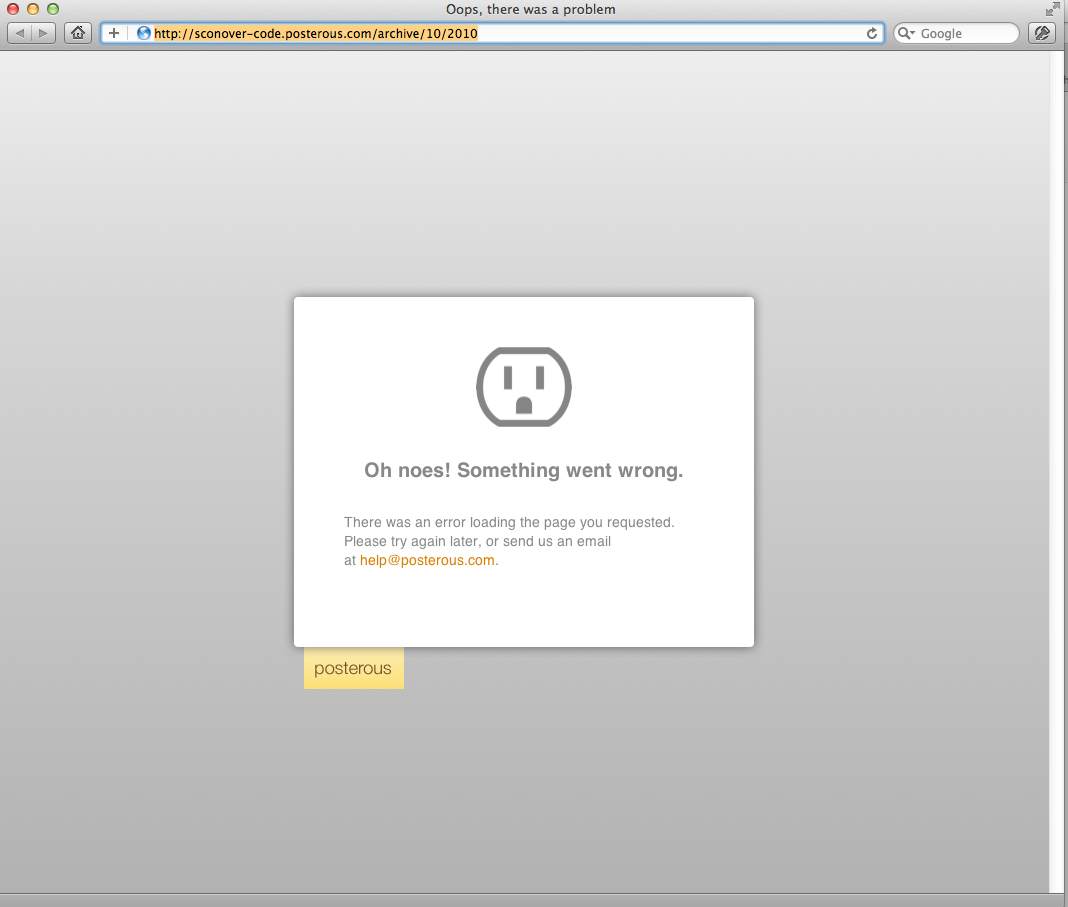 Oops, there was a problem
http://sconover-code.posterous.com/archive/10/2010
Google
Oh noes! Something went wrong.
There was an error loading the page you requested.
Please try again later, or send us an email
at help@posterous.com.
posterous